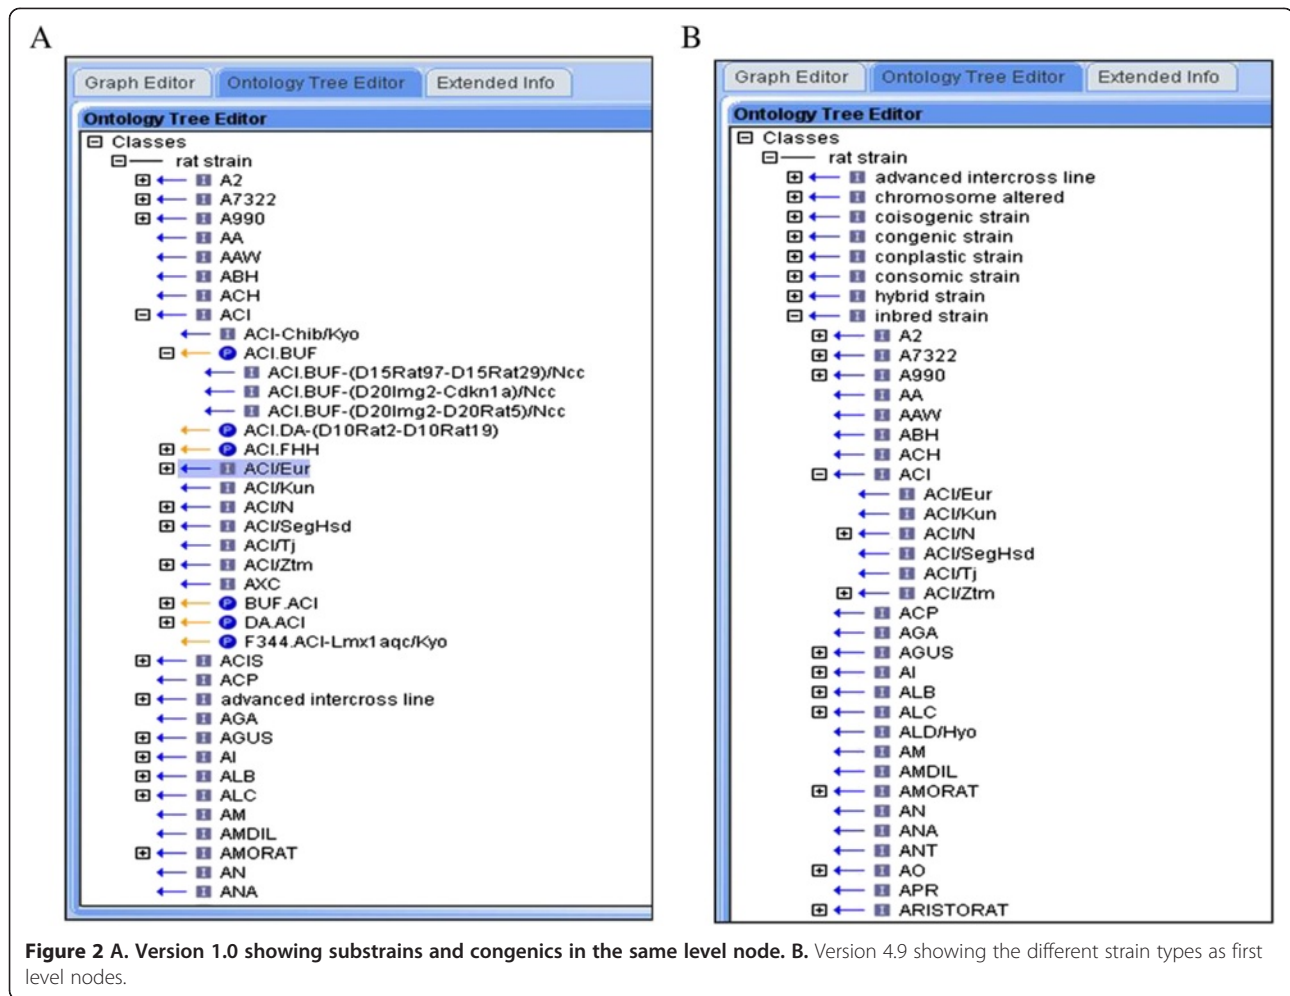 A
Graph Editor Ontology Tree Editor Extended Info
Ontology Tree Editor
Classes
rat strain
A2
A7322
A990
AA
AAW
ABH
ACH
ACI
ACI-Chib/Kyo
ACI.BUF
ACI.BUF-(D15Rat97-D15Rat29)/Ncc
ACI.BUF-(D20Img2-Cdkn1a)/Ncc
ACI.BUF-(D20Img2-D20Rat5)/Ncc
ACI.DA-(D10Rat2-D10Rat19)
ACI.FHH
ACI/Eur
ACI/Kun
ACI/N
ACI/SegHsd
ACI/Tj
ACI/Ztm
AXC
BUF.ACI
DA.ACI
F344.ACI-Lmx1aqc/Kyo
ACIS
ACP
advanced intercross line
AGA
AGUS
AI
ALB
ALC
AM
AMDIL
AMORAT
AN
ANA
B
Graph Editor Ontology Tree Editor Extended Info
Ontology Tree Editor
Classes
rat strain
advanced intercross line
chromosome altered
coisogenic strain
congenic strain
conplastic strain
consomic strain
hybrid strain
inbred strain
A2
A7322
A990
AA
AAW
ABH
ACH
ACI
ACI/Eur
ACI/Kun
ACI/N
ACI/SegHsd
ACI/Tj
ACI/Ztm
ACP
AGA
AGUS
AI
ALB
ALC
ALD/Hyo
AM
AMDIL
AMORAT
AN
ANA
ANT
AO
APR
ARISTORAT
Figure 2 A. Version 1.0 showing substrains and congenics in the same level node. B. Version 4.9 showing the different strain types as first
level nodes.